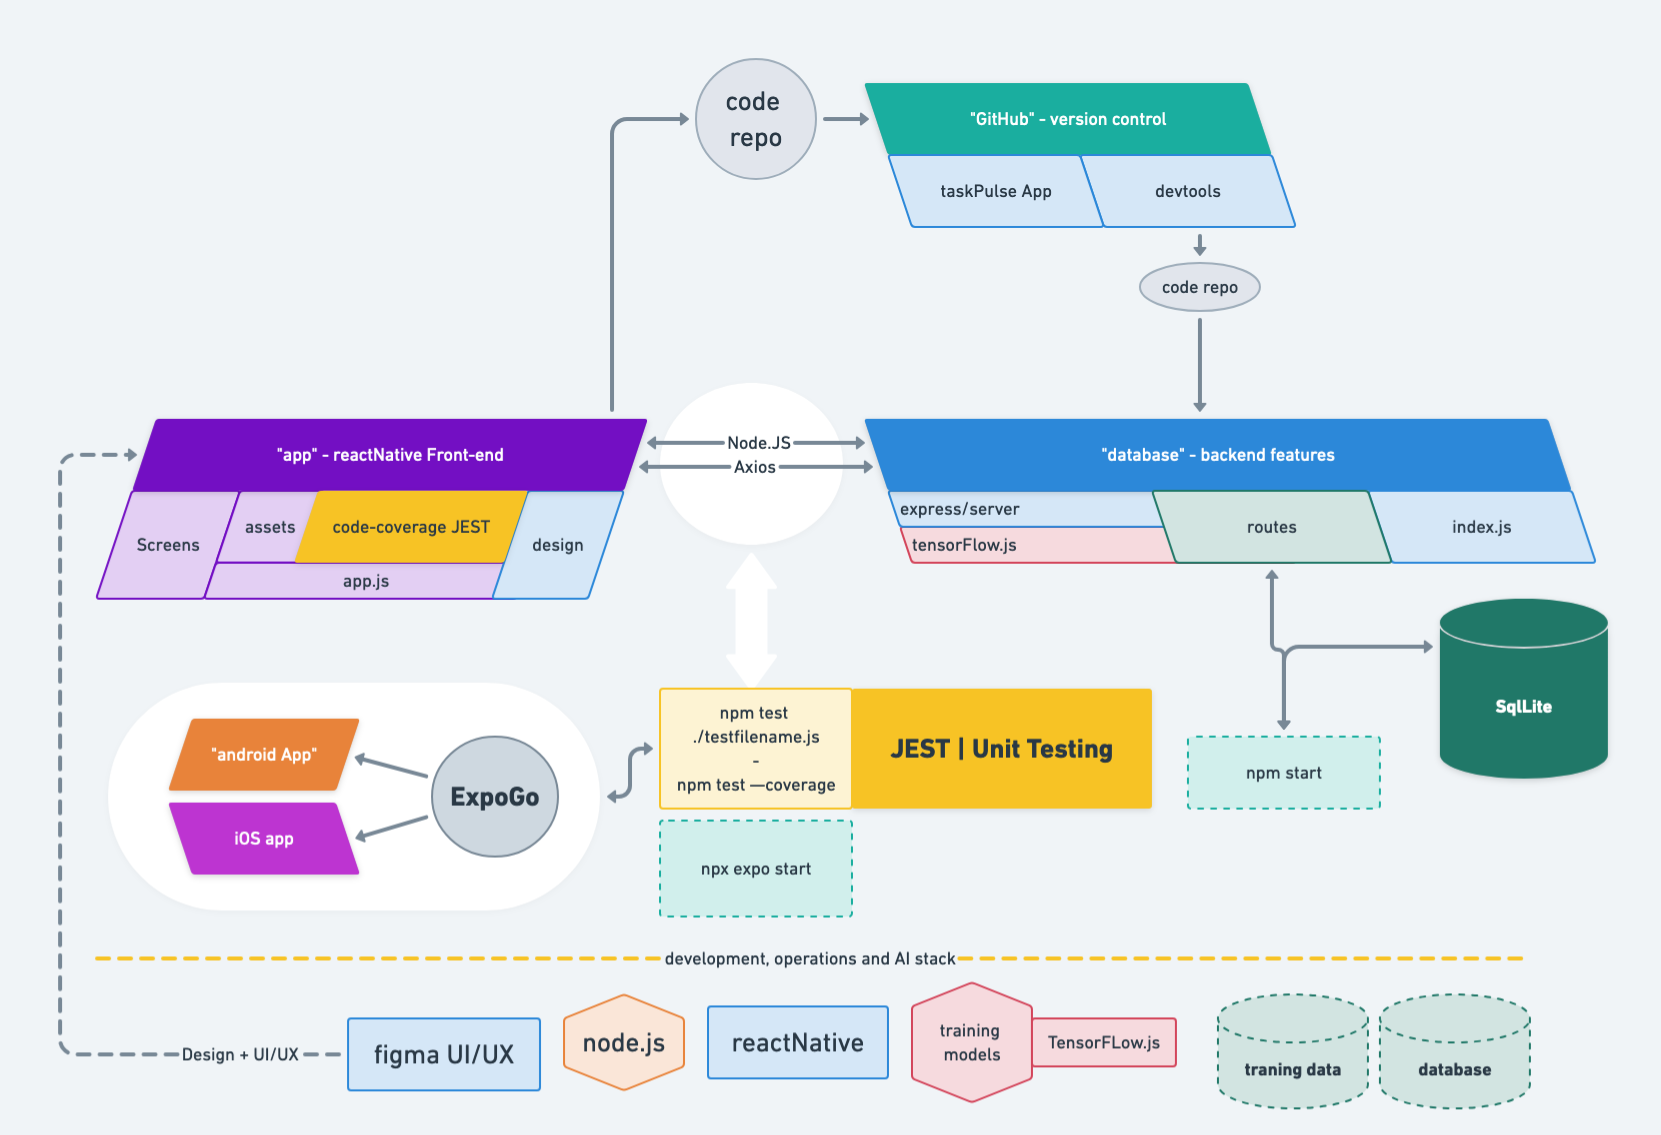 code
repo
"GitHub" - version control
taskPulse App
devtools
code repo
"app" - reactNative Front-end
Node.JS
Axios
"database" - backend features
Screens
assets
code-coverage JEST
design
app.js
express/server
tensorFlow.js
routes
index.js
SqlLite
npm test
./testfilename.js
-
npm test —coverage
JEST | Unit Testing
npm start
"android App"
iOS app
ExpoGo
npx expo start
development, operations and AI stack
Design + UI/UX
figma UI/UX
node.js
reactNative
training
models
TensorFLow.js
traning data
database